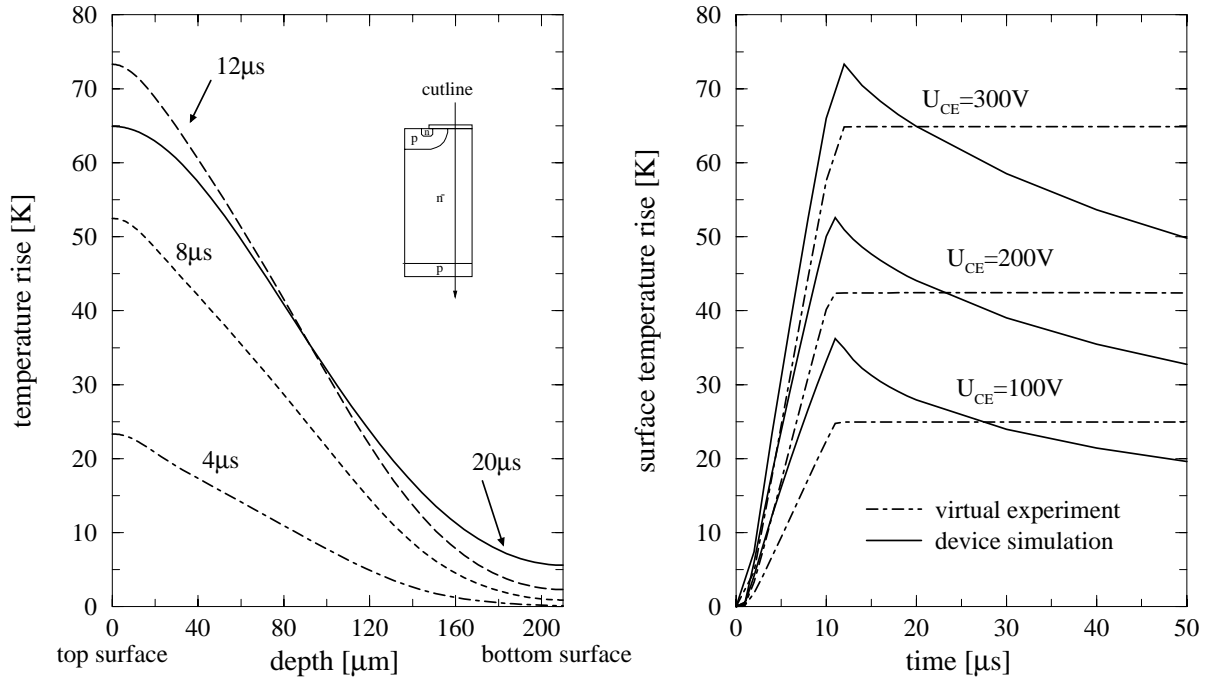 80
70
60
50
40
30
20
10
0
temperature rise [K]
12μs
8μs
4μs
20μs
cutline
p
n
n-
p
0
40
80
120
160
200
top surface
depth [μm]
bottom surface
80
70
60
50
40
30
20
10
0
surface temperature rise [K]
U_CE=300V
U_CE=200V
U_CE=100V
virtual experiment
device simulation
0
10
20
30
40
50
time [μs]